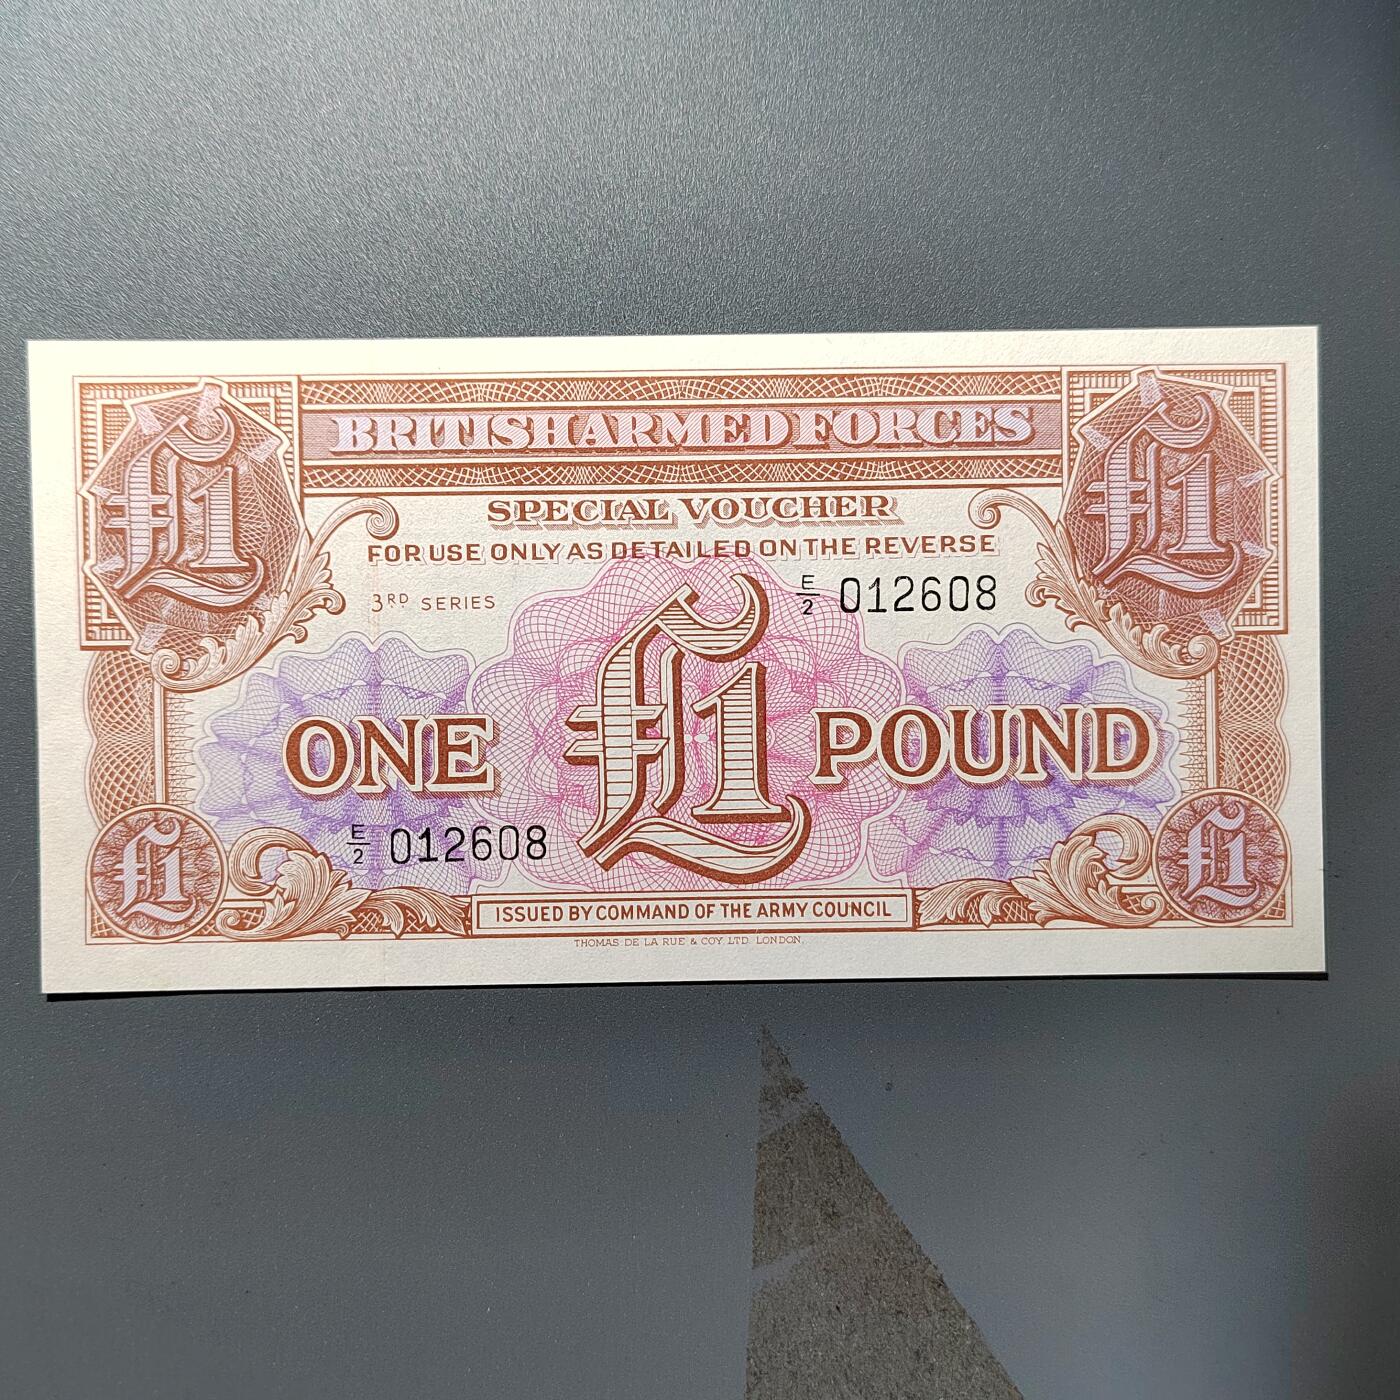 £1
BRITISH ARMED FORCES
£1
SPECIAL VOUCHER
FOR USE ONLY AS DETAILED ON THE REVERSE
3RD SERIES
E/2 012608
ONE £1 POUND
E/2 012608
£1
ISSUED BY COMMAND OF THE ARMY COUNCIL
£1
THOMAS DE LA RUE & COY. LTD. LONDON.